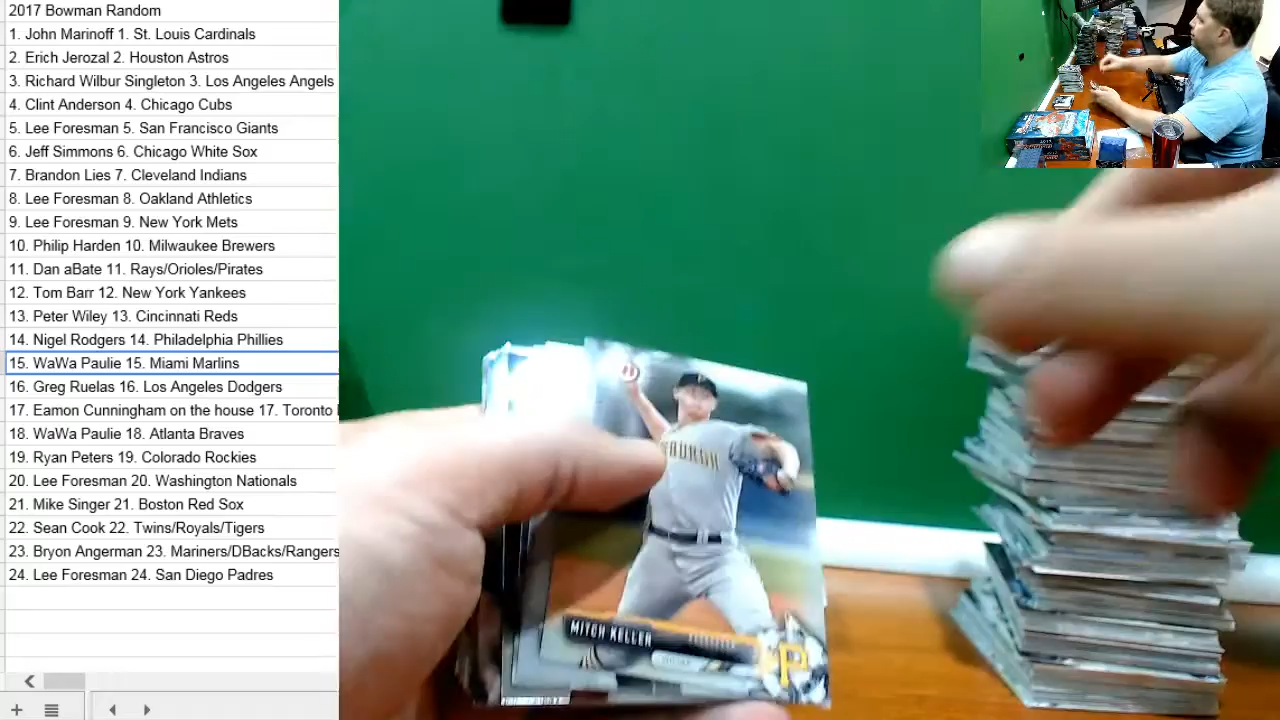 2017 Bowman Random
1. John Marinoff 1. St. Louis Cardinals
2. Erich Jerozal 2. Houston Astros
3. Richard Wilbur Singleton 3. Los Angeles Angels
4. Clint Anderson 4. Chicago Cubs
5. Lee Foresman 5. San Francisco Giants
6. Jeff Simmons 6. Chicago White Sox
7. Brandon Lies 7. Cleveland Indians
8. Lee Foresman 8. Oakland Athletics
9. Lee Foresman 9. New York Mets
10. Philip Harden 10. Milwaukee Brewers
11. Dan aBate 11. Rays/Orioles/Pirates
12. Tom Barr 12. New York Yankees
13. Peter Wiley 13. Cincinnati Reds
14. Nigel Rodgers 14. Philadelphia Phillies
15. WaWa Paulie 15. Miami Marlins
16. Greg Ruelas 16. Los Angeles Dodgers
17. Eamon Cunningham on the house 17. Toronto
18. WaWa Paulie 18. Atlanta Braves
19. Ryan Peters 19. Colorado Rockies
20. Lee Foresman 20. Washington Nationals
21. Mike Singer 21. Boston Red Sox
22. Sean Cook 22. Twins/Royals/Tigers
23. Bryon Angerman 23. Mariners/DBacks/Rangers
24. Lee Foresman 24. San Diego Padres
MITCH KELLER
P